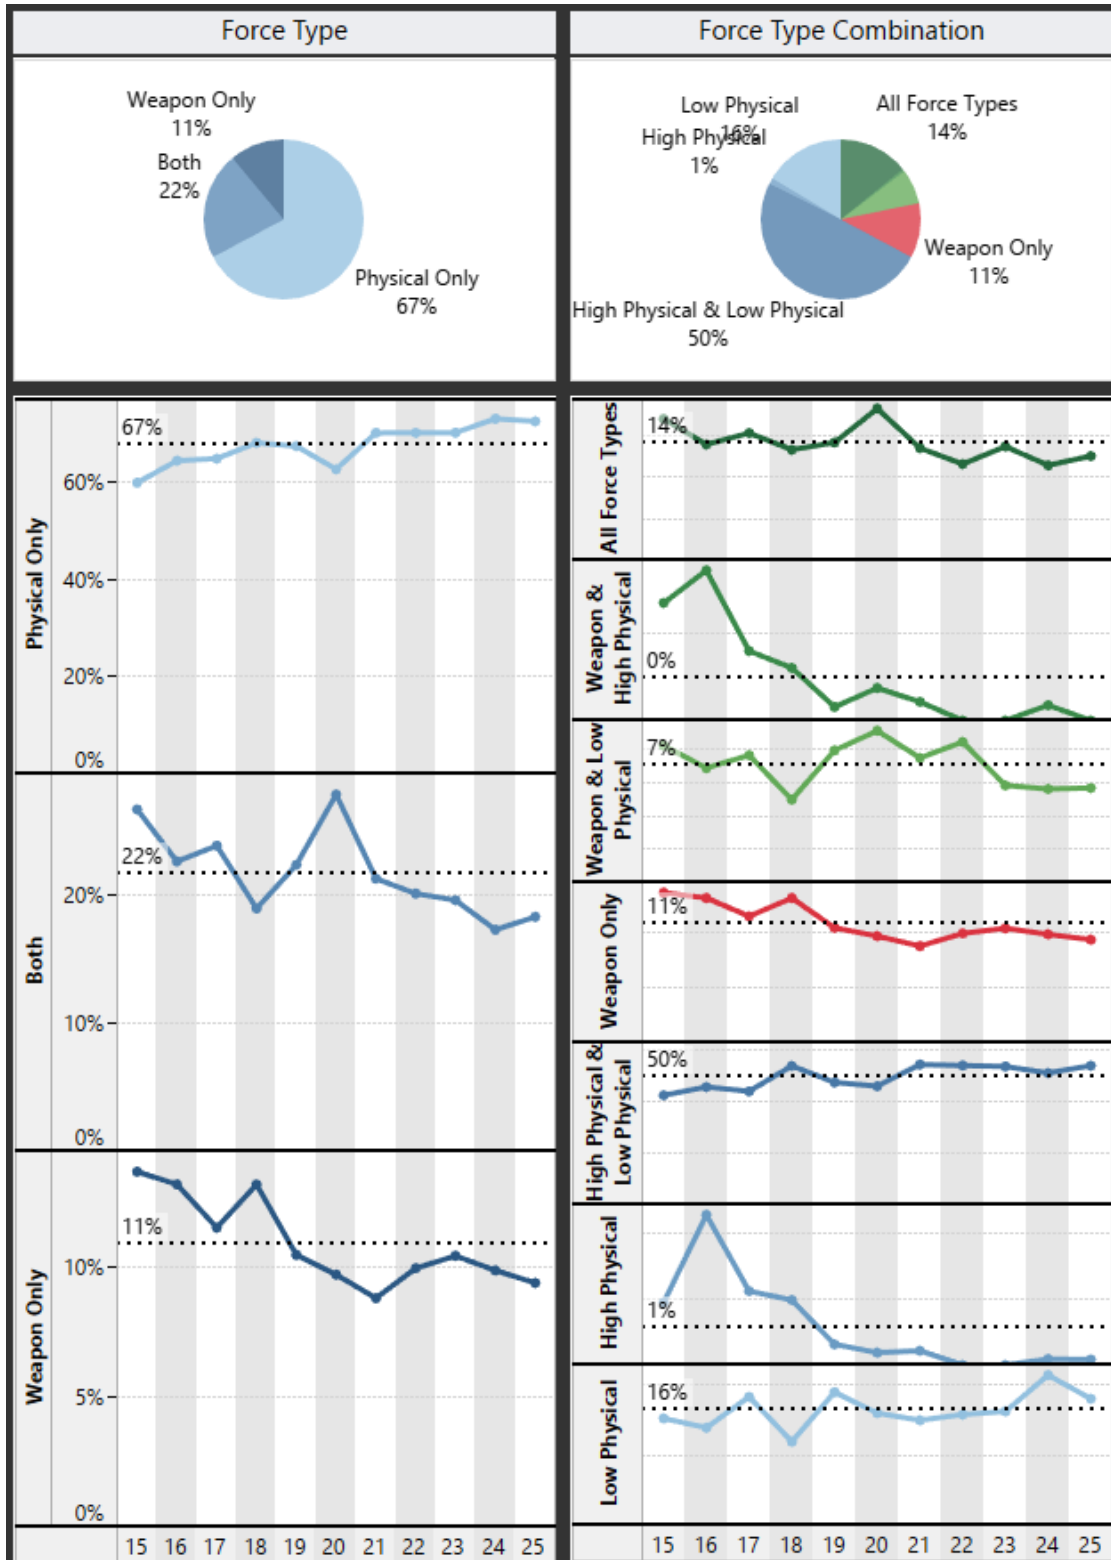 Force Type
Weapon Only
11%
Both
22%
Physical Only
67%
Force Type Combination
Low Physical
16%
High Physical
1%
All Force Types
14%
Weapon Only
11%
High Physical & Low Physical
50%
Physical Only
67%
60%
40%
20%
0%
Both
22%
20%
10%
0%
Weapon Only
11%
10%
5%
0%
15 16 17 18 19 20 21 22 23 24 25
All Force Types
14%
Weapon &
High Physical
0%
Weapon & Low
Physical
7%
Weapon Only
11%
High Physical &
Low Physical
50%
High Physical
1%
Low Physical
16%
15 16 17 18 19 20 21 22 23 24 25